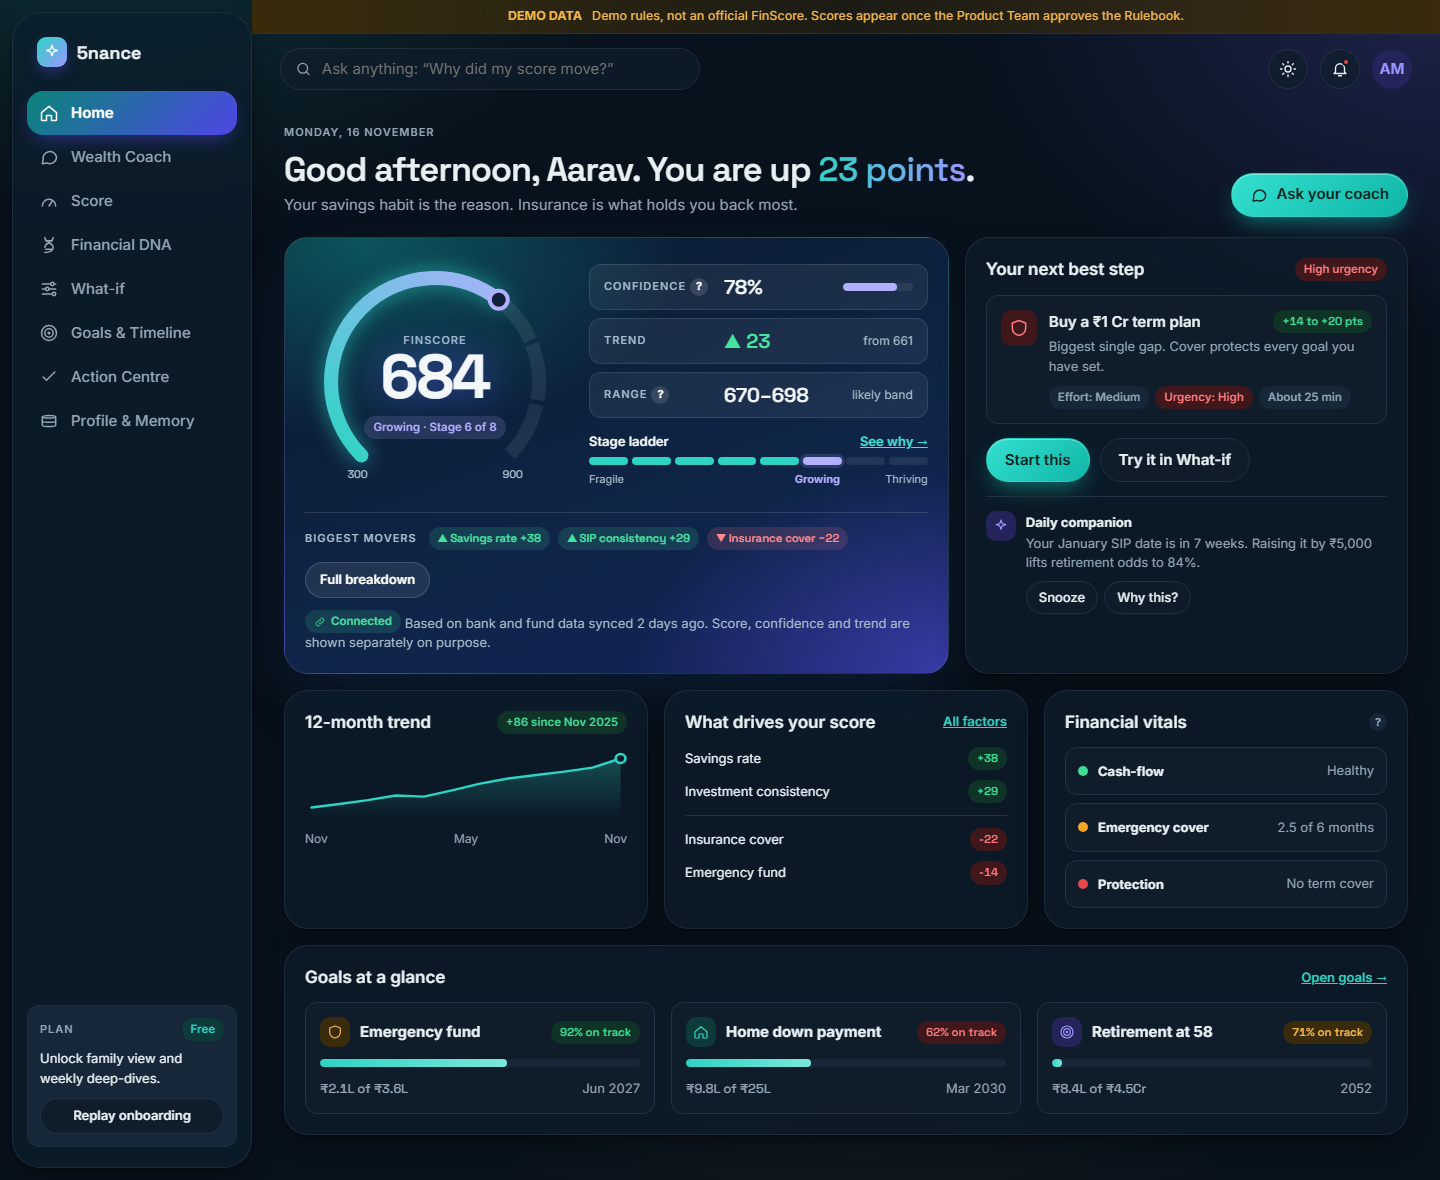 DEMO DATA Demo rules, not an official FinScore. Scores appear once the Product Team approves the Rulebook.
5nance
Home
Wealth Coach
Score
Financial DNA
What-if
Goals & Timeline
Action Centre
Profile & Memory
PLAN
Free
Unlock family view and
weekly deep-dives.
Replay onboarding
Ask anything: “Why did my score move?”
AM
MONDAY, 16 NOVEMBER
Good afternoon, Aarav. You are up 23 points.
Your savings habit is the reason. Insurance is what holds you back most.
Ask your coach
FINSCORE
684
Growing · Stage 6 of 8
300
900
CONFIDENCE ? 78%
TREND ▲ 23 from 661
RANGE ? 670–698 likely band
Stage ladder See why →
Fragile Growing Thriving
BIGGEST MOVERS ▲ Savings rate +38 ▲ SIP consistency +29 ▼ Insurance cover −22
Full breakdown
Connected Based on bank and fund data synced 2 days ago. Score, confidence and trend are
shown separately on purpose.
Your next best step High urgency
Buy a ₹1 Cr term plan +14 to +20 pts
Biggest single gap. Cover protects every goal you
have set.
Effort: Medium Urgency: High About 25 min
Start this Try it in What-if
Daily companion
Your January SIP date is in 7 weeks. Raising it by ₹5,000
lifts retirement odds to 84%.
Snooze Why this?
12-month trend +86 since Nov 2025
Nov May Nov
What drives your score All factors
Savings rate +38
Investment consistency +29
Insurance cover -22
Emergency fund -14
Financial vitals ?
Cash-flow Healthy
Emergency cover 2.5 of 6 months
Protection No term cover
Goals at a glance Open goals →
Emergency fund 92% on track
₹2.1L of ₹3.6L Jun 2027
Home down payment 62% on track
₹9.8L of ₹25L Mar 2030
Retirement at 58 71% on track
₹8.4L of ₹4.5Cr 2052